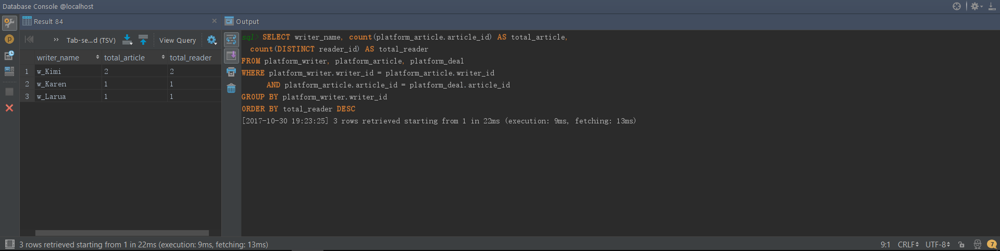 Database Console @localhost
Result 84
Tab-se...d (TSV)
View Query
writer_name total_article total_reader
1 w_Kimi 2 2
2 w_Karen 1 1
3 w_Larua 1 1
Output
sql> SELECT writer_name, count(platform_article.article_id) AS total_article,
count(DISTINCT reader_id) AS total_reader
FROM platform_writer, platform_article, platform_deal
WHERE platform_writer.writer_id = platform_article.writer_id
AND platform_article.article_id = platform_deal.article_id
GROUP BY platform_writer.writer_id
ORDER BY total_reader DESC
[2017-10-30 19:23:25] 3 rows retrieved starting from 1 in 22ms (execution: 9ms, fetching: 13ms)
3 rows retrieved starting from 1 in 22ms (execution: 9ms, fetching: 13ms)
9:1 CRLF UTF-8 7